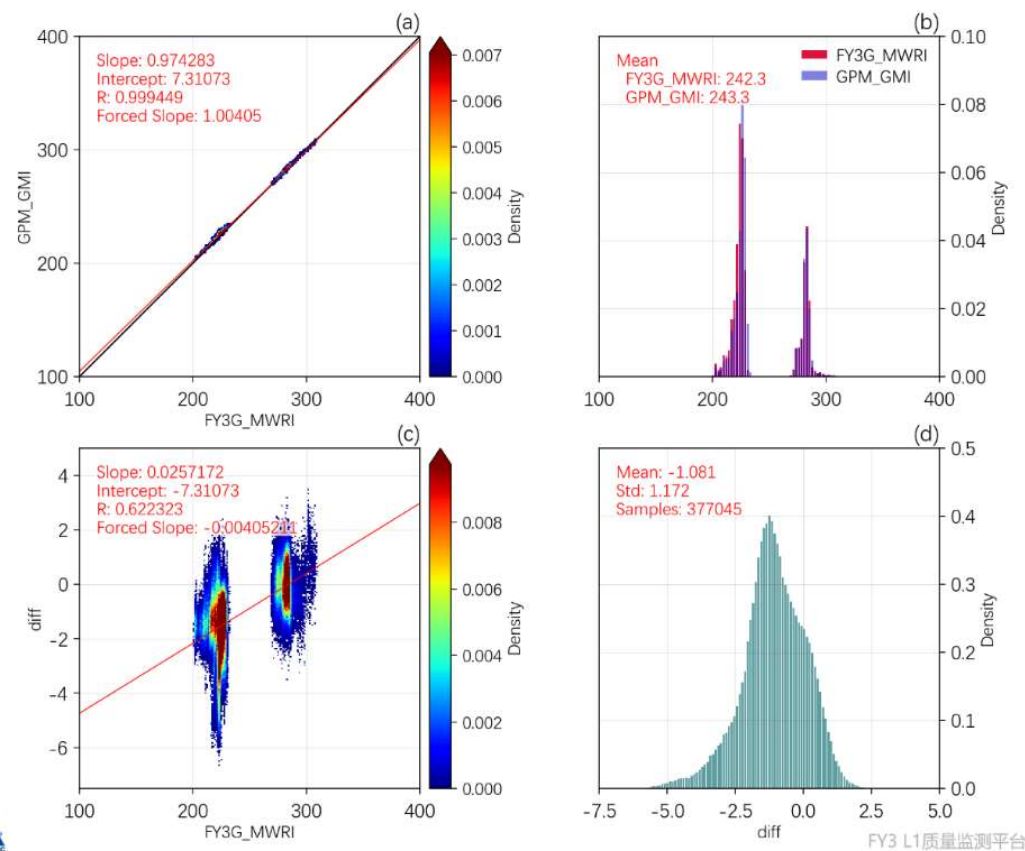 (a)
400
300
200
100
GPM_GMI
Slope: 0.974283
Intercept: 7.31073
R: 0.999449
Forced Slope: 1.00405
100 200 300 400
FY3G_MWRI
0.007
0.006
0.005
0.004
0.003
0.002
0.001
0.000
Density
(b)
Mean
FY3G_MWRI: 242.3
GPM_GMI: 243.3
FY3G_MWRI
GPM_GMI
0.10
0.08
0.06
0.04
0.02
0.00
Density
100 200 300 400
(c)
4
2
0
-2
-4
-6
diff
Slope: 0.0257172
Intercept: -7.31073
R: 0.622323
Forced Slope: -0.00405211
100 200 300 400
FY3G_MWRI
0.008
0.006
0.004
0.002
0.000
Density
(d)
Mean: -1.081
Std: 1.172
Samples: 377045
0.5
0.4
0.3
0.2
0.1
0.0
Density
-7.5 -5.0 -2.5 0.0 2.5 5.0
diff
FY3 L1质量监测平台